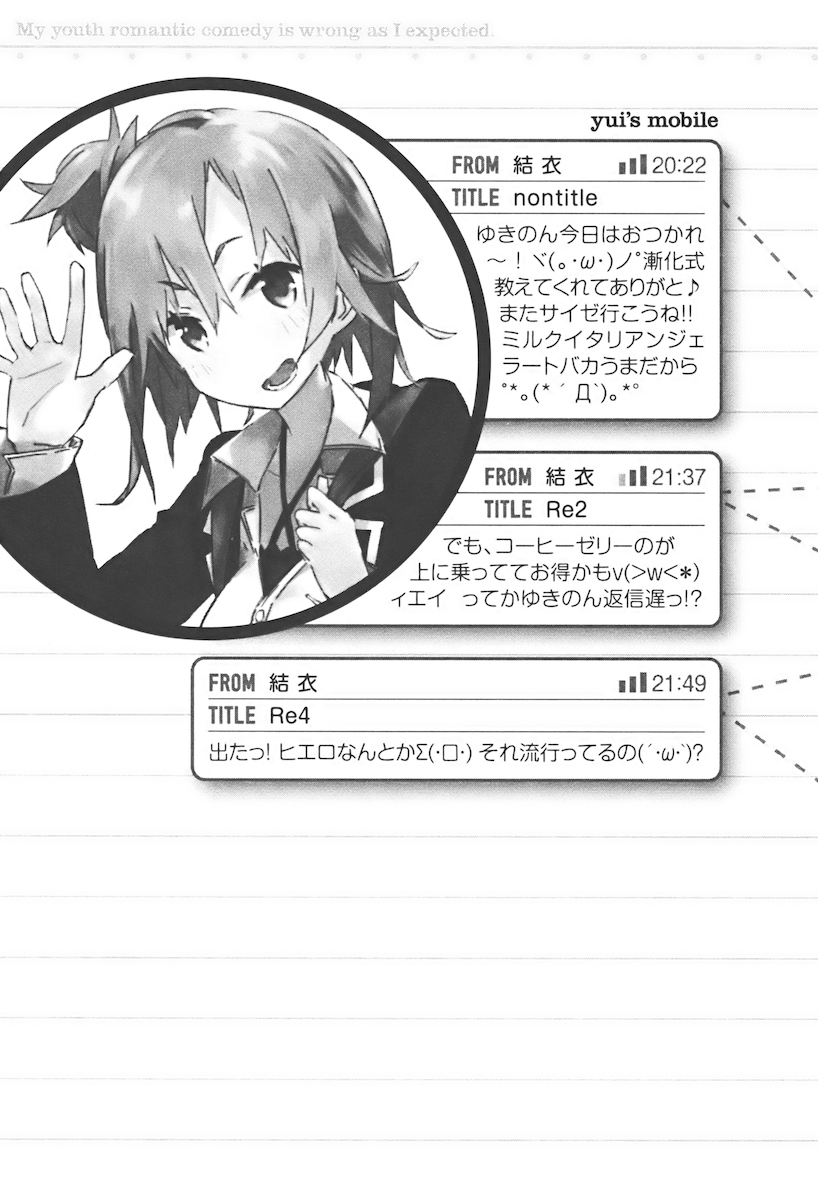 My youth romantic comedy is wrong as I expected.
yui's mobile
FROM 結衣 20:22
TITLE nontitle
ゆきのん今日はおつかれ
～！ヾ(｡･ω･)ノ゚漸化式
教えてくれてありがと♪
またサイゼ行こうね!!
ミルクイタリアンジェ
ラートバカうまだから
゚*｡(*´Д`)｡*゚
FROM 結衣 21:37
TITLE Re2
でも、コーヒーゼリーのが
上に乗っててお得かもv(>w<*)
ィエイ ってかゆきのん返信遅っ!?
FROM 結衣 21:49
TITLE Re4
出たっ! ヒエロなんとかΣ(･□･) それ流行ってるの(´･ω･`)?